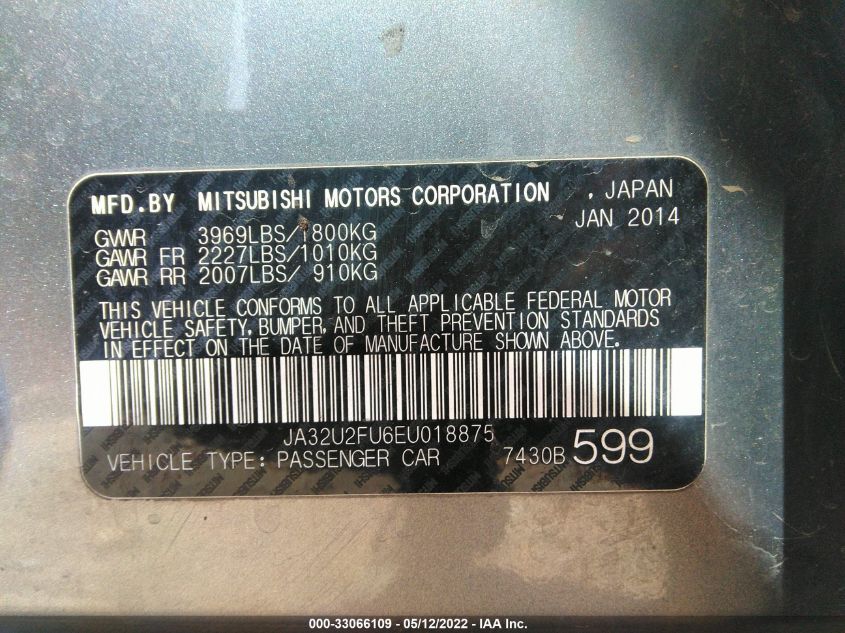 MFD.BY MITSUBISHI MOTORS CORPORATION , JAPAN
JAN 2014
GVWR 3969LBS/1800KG
GAWR FR 2227LBS/1010KG
GAWR RR 2007LBS/ 910KG
THIS VEHICLE CONFORMS TO ALL APPLICABLE FEDERAL MOTOR
VEHICLE SAFETY, BUMPER, AND THEFT PREVENTION STANDARDS
IN EFFECT ON THE DATE OF MANUFACTURE SHOWN ABOVE.
JA32U2FU6EU018875
VEHICLE TYPE: PASSENGER CAR 7430B 599
000-33066109 - 05/12/2022 - IAA Inc.